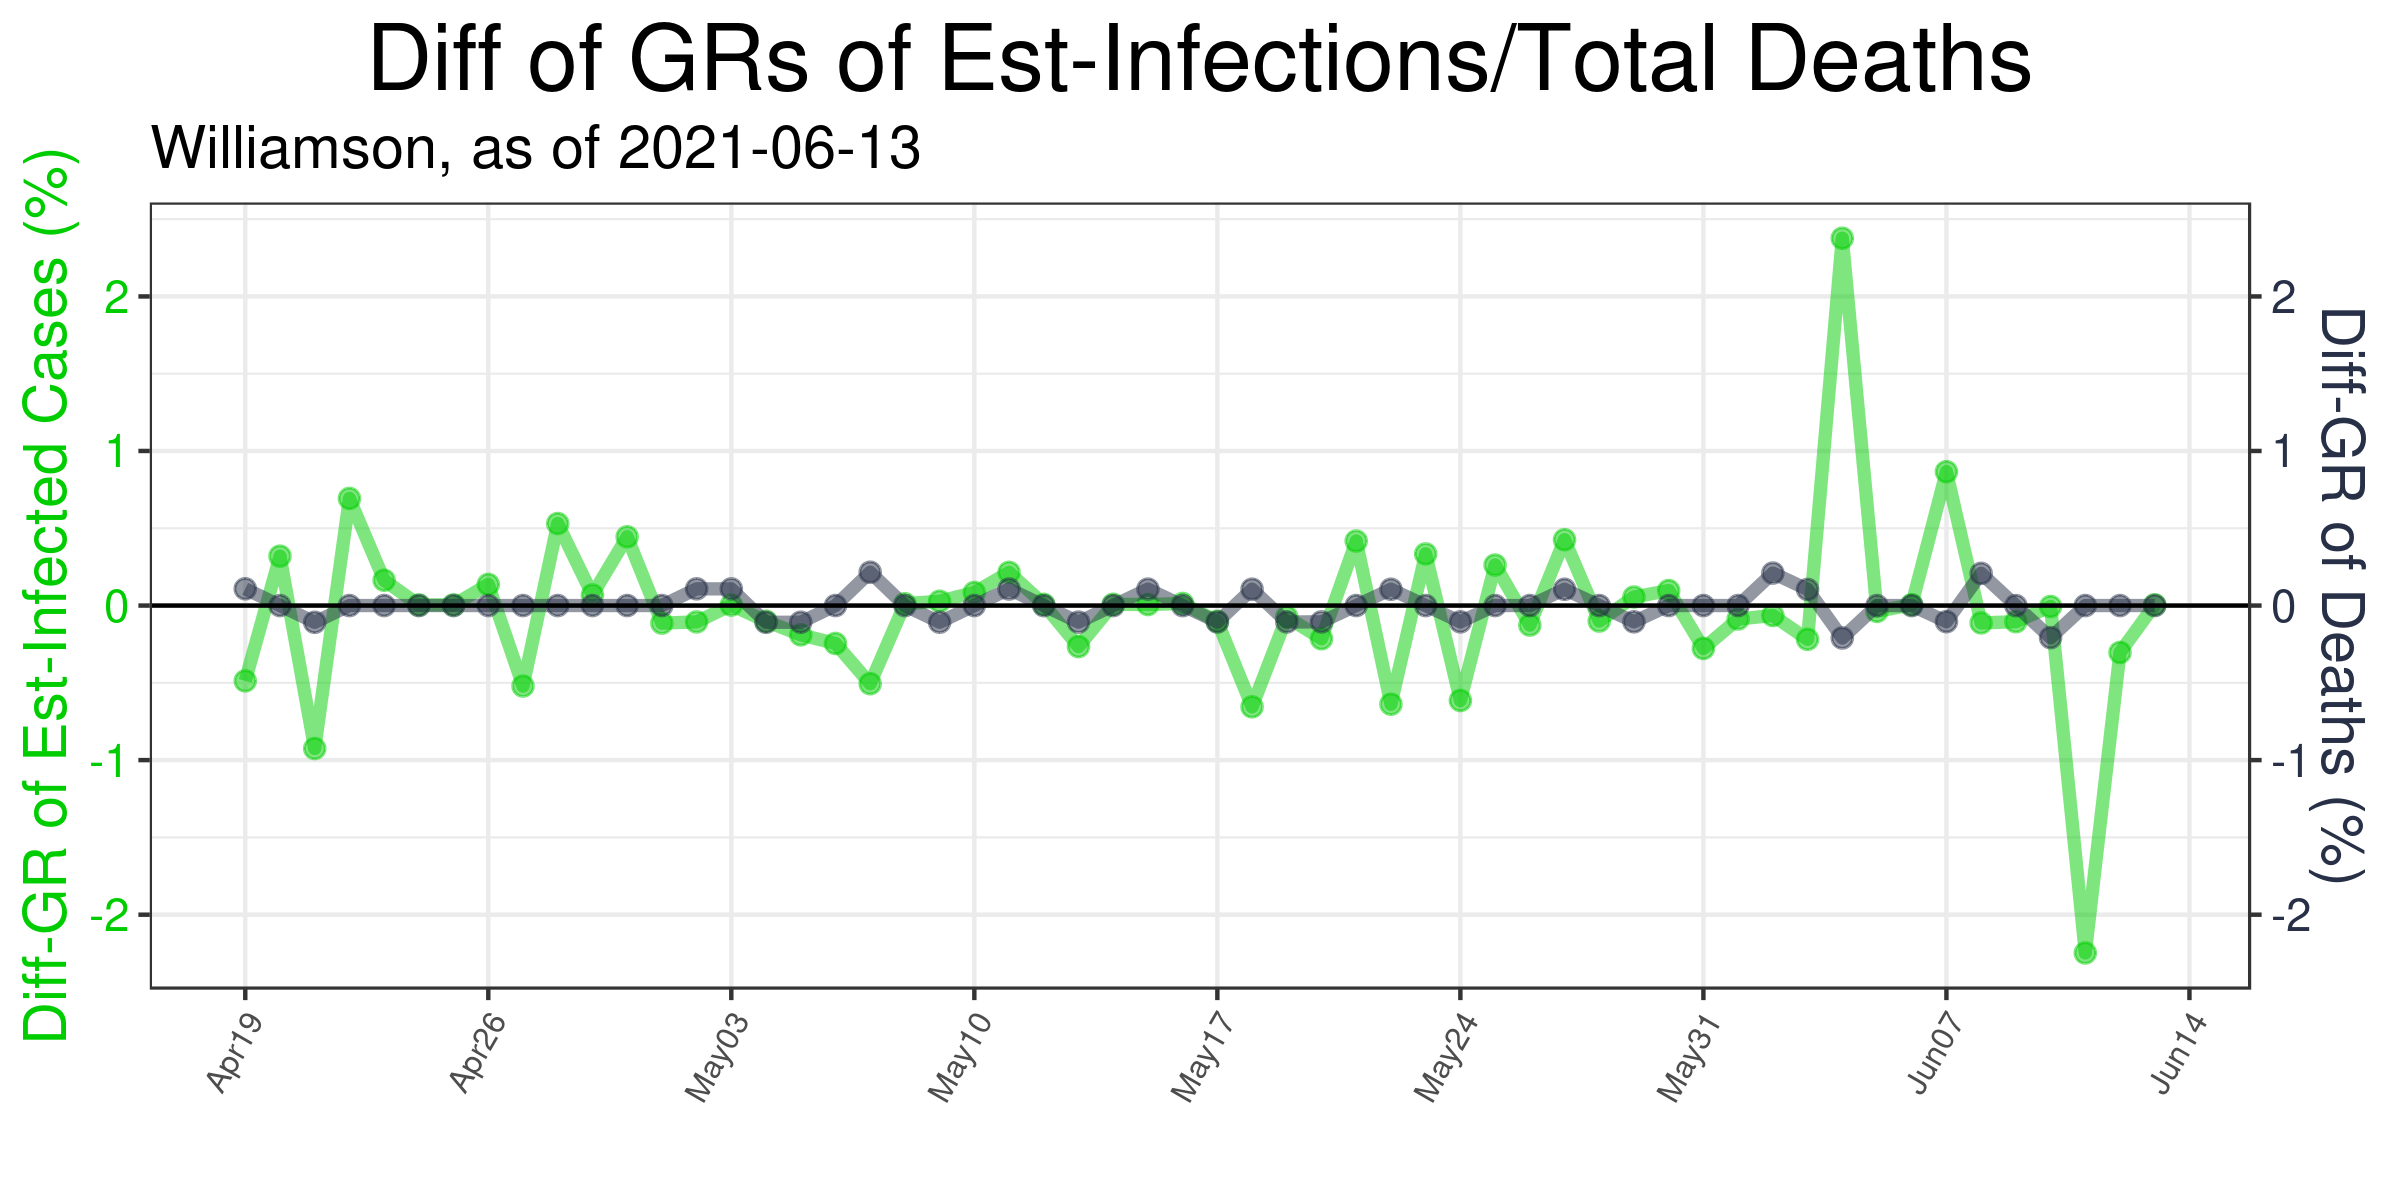 Diff of GRs of Est-Infections/Total Deaths
Williamson, as of 2021-06-13
Diff-GR of Est-Infected Cases (%)
2
1
0
-1
-2
2
1
0
-1
-2
Diff-GR of Deaths (%)
Apr19
Apr26
May03
May10
May17
May24
May31
Jun07
Jun14